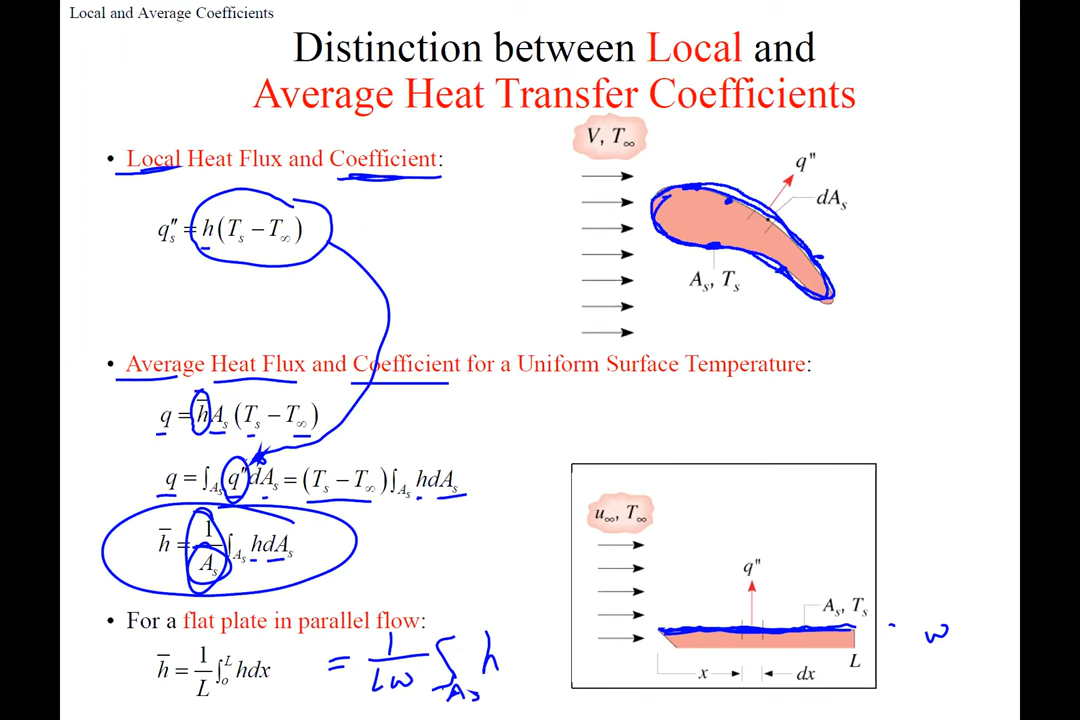 Local and Average Coefficients
Distinction between Local and
Average Heat Transfer Coefficients
• Local Heat Flux and Coefficient:
q″ₛ = h(Tₛ − T∞)
V, T∞
q"
dAₛ
Aₛ, Tₛ
• Average Heat Flux and Coefficient for a Uniform Surface Temperature:
q = h̅Aₛ(Tₛ − T∞)
q = ∫Aₛ q″dAₛ = (Tₛ − T∞)∫Aₛ hdAₛ
h̅ = 1/Aₛ ∫Aₛ hdAₛ
• For a flat plate in parallel flow:
h̅ = 1/L ∫ₒᴸ hdx = 1/Lw ∫As h
u∞, T∞
q"
Aₛ, Tₛ
w
L
x
dx